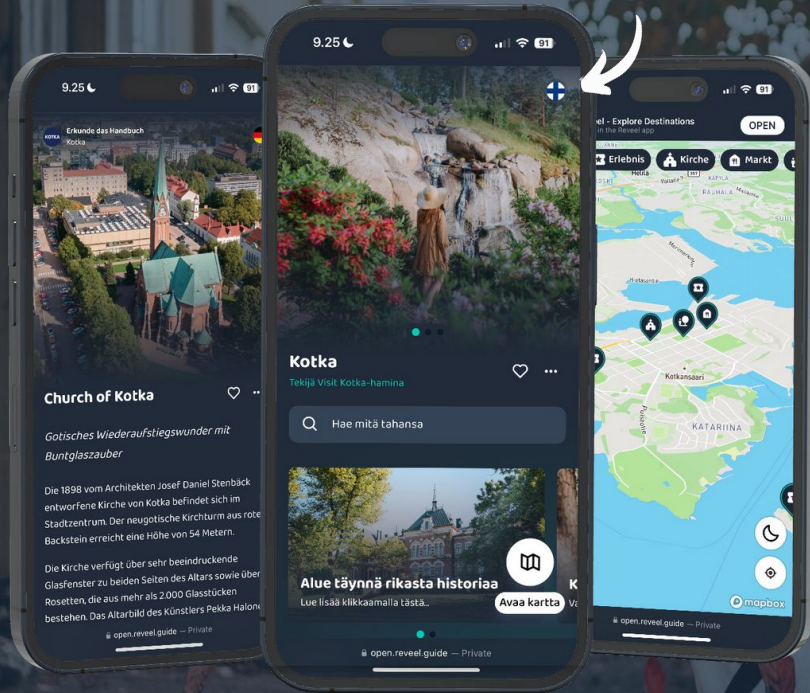 9.25
91
KOTKA
Erkunde das Handbuch
Kotka
Church of Kotka
Gotisches Wiederaufstiegswunder mit
Buntglaszauber
Die 1898 vom Architekten Josef Daniel Stenbäck
entworfene Kirche von Kotka befindet sich im
Stadtzentrum. Der neugotische Kirchturm aus rote
Backstein erreicht eine Höhe von 54 Metern.
Die Kirche verfügt über sehr beeindruckende
Glasfenster zu beiden Seiten des Altars sowie über
Rosetten, die aus mehr als 2.000 Glasstücken
bestehen. Das Altarbild des Künstlers Pekka Halone
open.reveel.guide — Private
9.25
91
Kotka
Tekijä Visit Kotka-hamina
Hae mitä tahansa
Alue täynnä rikasta historiaa
Lue lisää klikkaamalla tästä..
K
Avaa kartta
open.reveel.guide — Private
91
el - Explore Destinations
in the Reveel app
OPEN
Erlebnis
Kirche
Markt
Kotkansaari
KATARIINA
mapbox
open.reveel.guide — Private